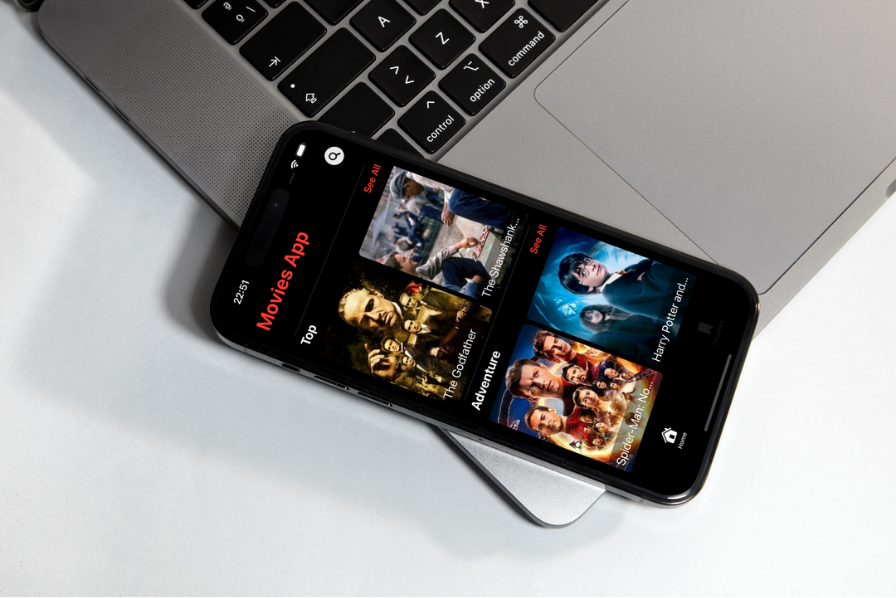 A
X
Z
command
option
control
22:51
Movies App
Top
See All
The Godfather
The Shawshank...
Adventure
See All
Spider-Man: No...
Harry Potter and...
Home